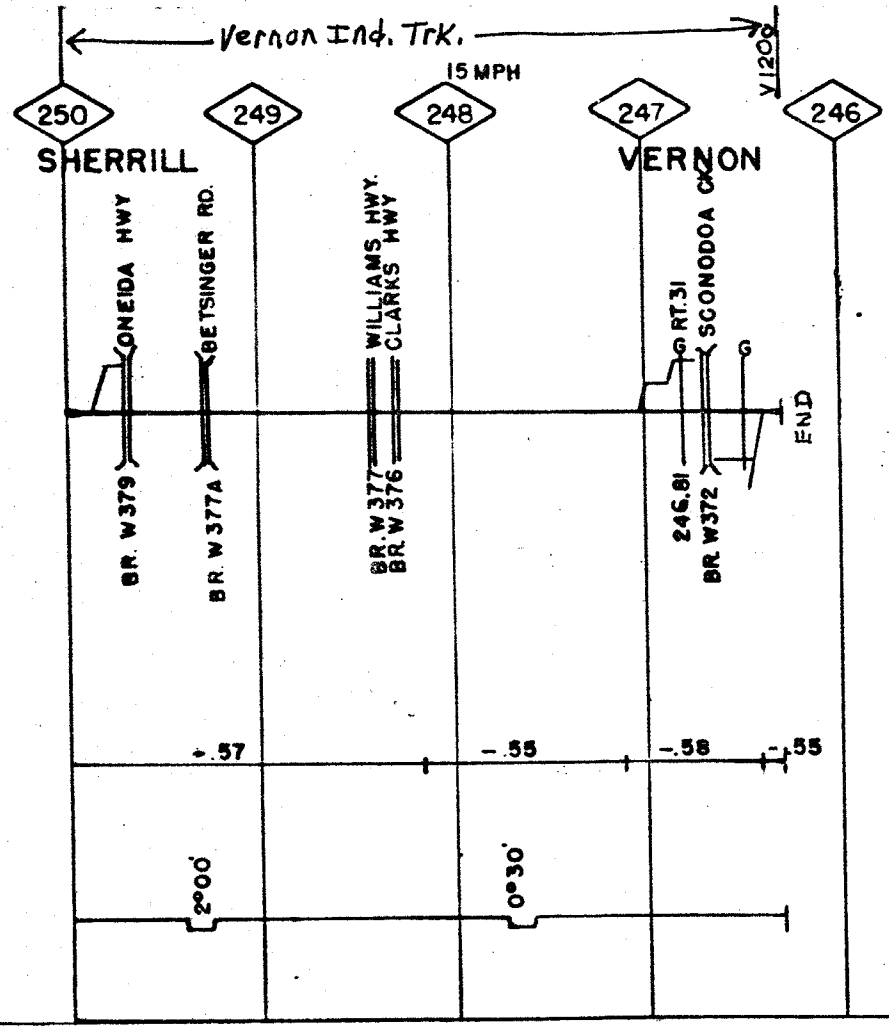 Vernon Ind. Trk.
V1200
15 MPH
250
249
248
247
246
SHERRILL
VERNON
ONEIDA HWY
BETSINGER RD.
WILLIAMS HWY.
CLARKS HWY
G RT.31
SCONODOA CK.
G
END
BR. W379
BR. W377A
BR. W377
BR. W376
246.81
BR. W372
+.57
-.55
-.58
-.55
2°00'
0°30'